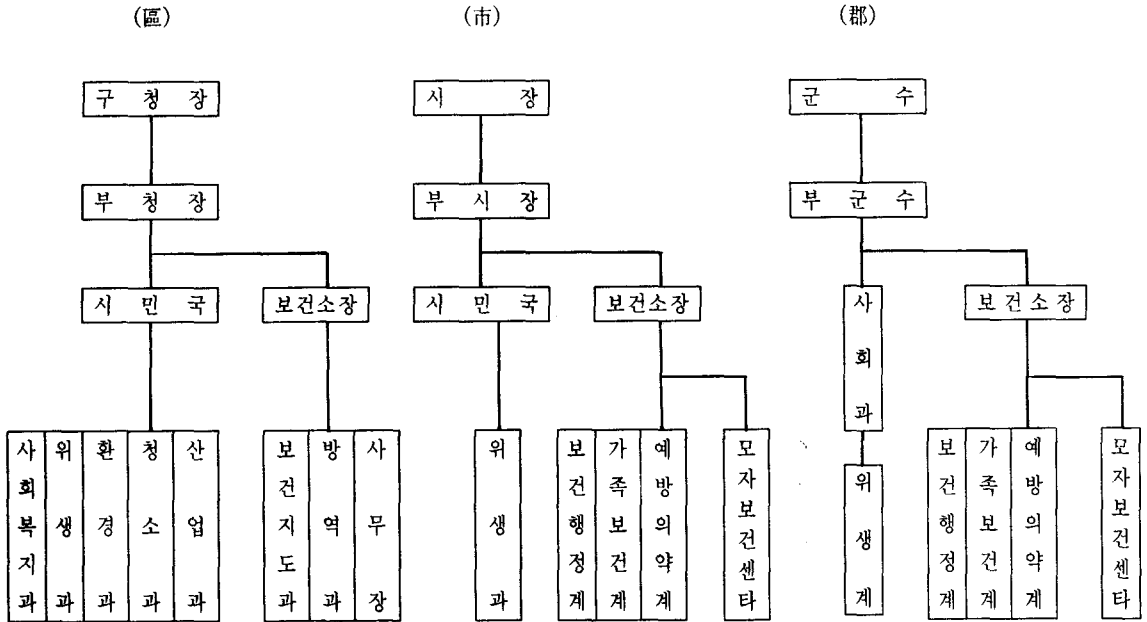 (區)
(市)
(郡)
구청장
시장
군수
부청장
부시장
부군수
시민국
보건소장
시민국
보건소장
사회과
보건소장
사회복지과
위생과
환경과
청소과
산업과
보건지도과
방역과
사무장
위생과
보건행정계
가족보건계
예방의약계
모자보건센타
위생계
보건행정계
가족보건계
예방의약계
모자보건센타